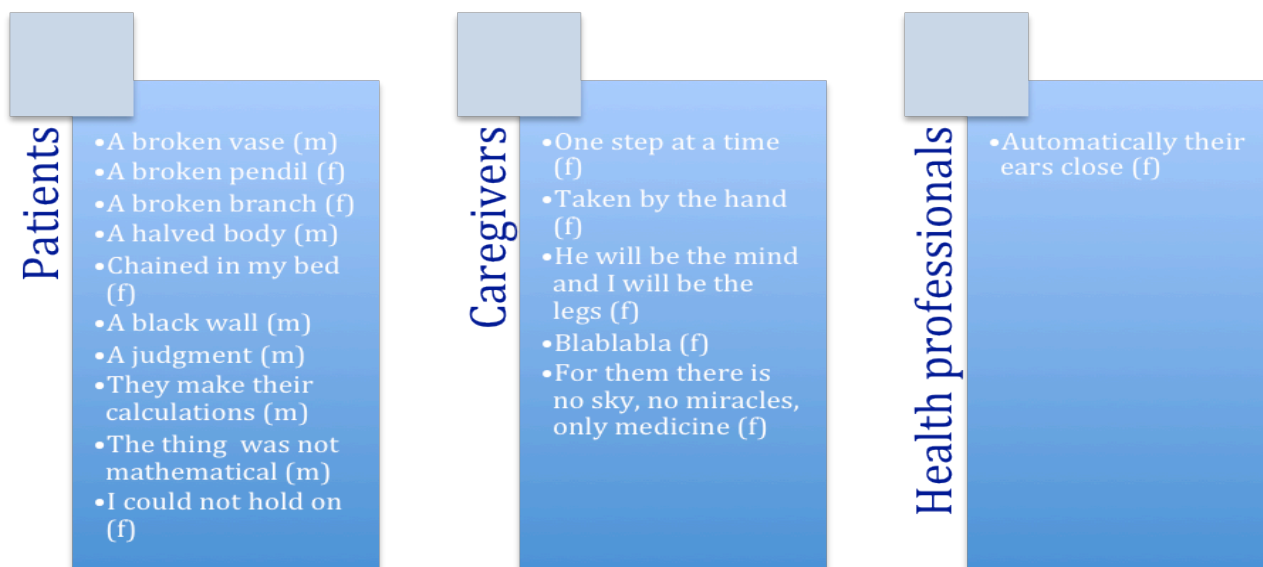 Patients
•A broken vase (m)
•A broken pendil (f)
•A broken branch (f)
•A halved body (m)
•Chained in my bed
(f)
•A black wall (m)
•A judgment (m)
•They make their
calculations (m)
•The thing  was not
mathematical (m)
•I could not hold on
(f)
Caregivers
•One step at a time
(f)
•Taken by the hand
(f)
•He will be the mind
and I will be the
legs (f)
•Blablabla (f)
•For them there is
no sky, no miracles,
only medicine (f)
Health professionals
•Automatically their
ears close (f)